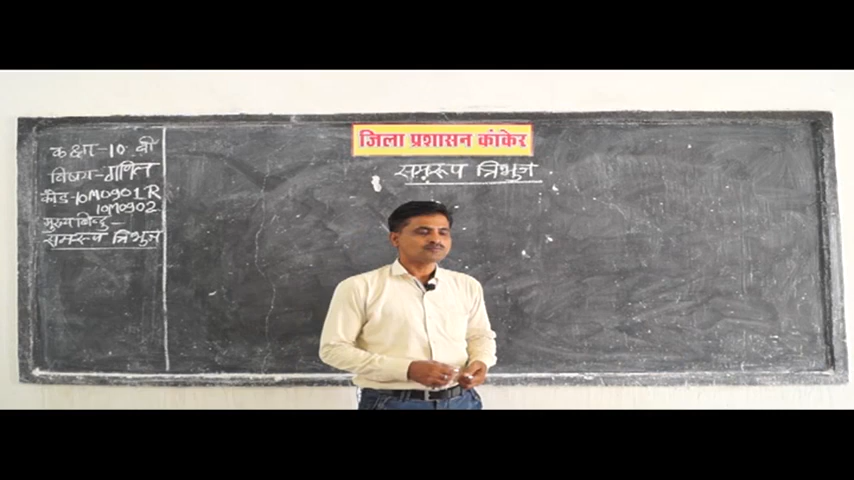 जिला प्रशासन कांकेर
समरूप त्रिभुज
कक्षा-10 वी
विषय-गणित
कोड-10M0901R
10M0902
मुख्य बिन्दु-
समरूप त्रिभुज